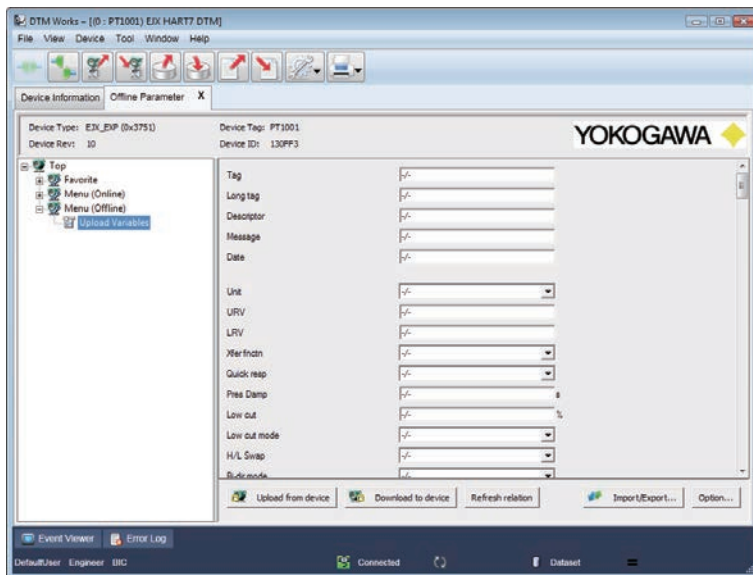 DTM Works - [(0 : PT1001) EJX HART7 DTM]
File View Device Tool Window Help
Device Information Offline Parameter X
Device Type: EJX_EXP (0x3751) Device Tag: PT1001
Device Rev: 10 Device ID: 130FF3
YOKOGAWA
Top
Favorite
Menu (Online)
Menu (Offline)
Upload Variables
Tag -/-
Long tag -/-
Descriptor -/-
Message -/-
Date -/-
Unit -/-
URV -/-
LRV -/-
Xfer fnctn -/-
Quick resp -/-
Pres Damp -/- s
Low cut -/- %
Low cut mode -/-
H/L Swap -/-
Bi-dir mode -/-
Upload from device Download to device Refresh relation Import/Export... Option...
Event Viewer Error Log
DefaultUser Engineer DIC Connected Dataset